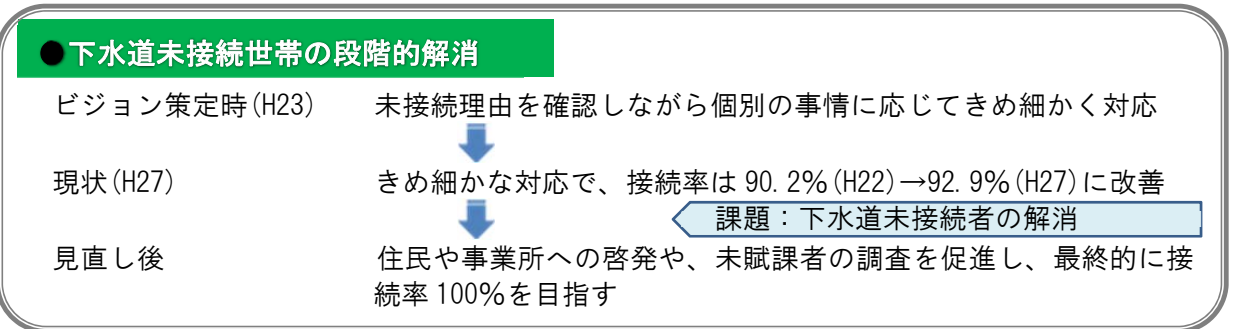 ●下水道未接続世帯の段階的解消
ビジョン策定時(H23) 未接続理由を確認しながら個別の事情に応じてきめ細かく対応
現状(H27) きめ細かな対応で、接続率は 90.2%(H22)→92.9%(H27)に改善
課題：下水道未接続者の解消
見直し後 住民や事業所への啓発や、未賦課者の調査を促進し、最終的に接
続率 100%を目指す